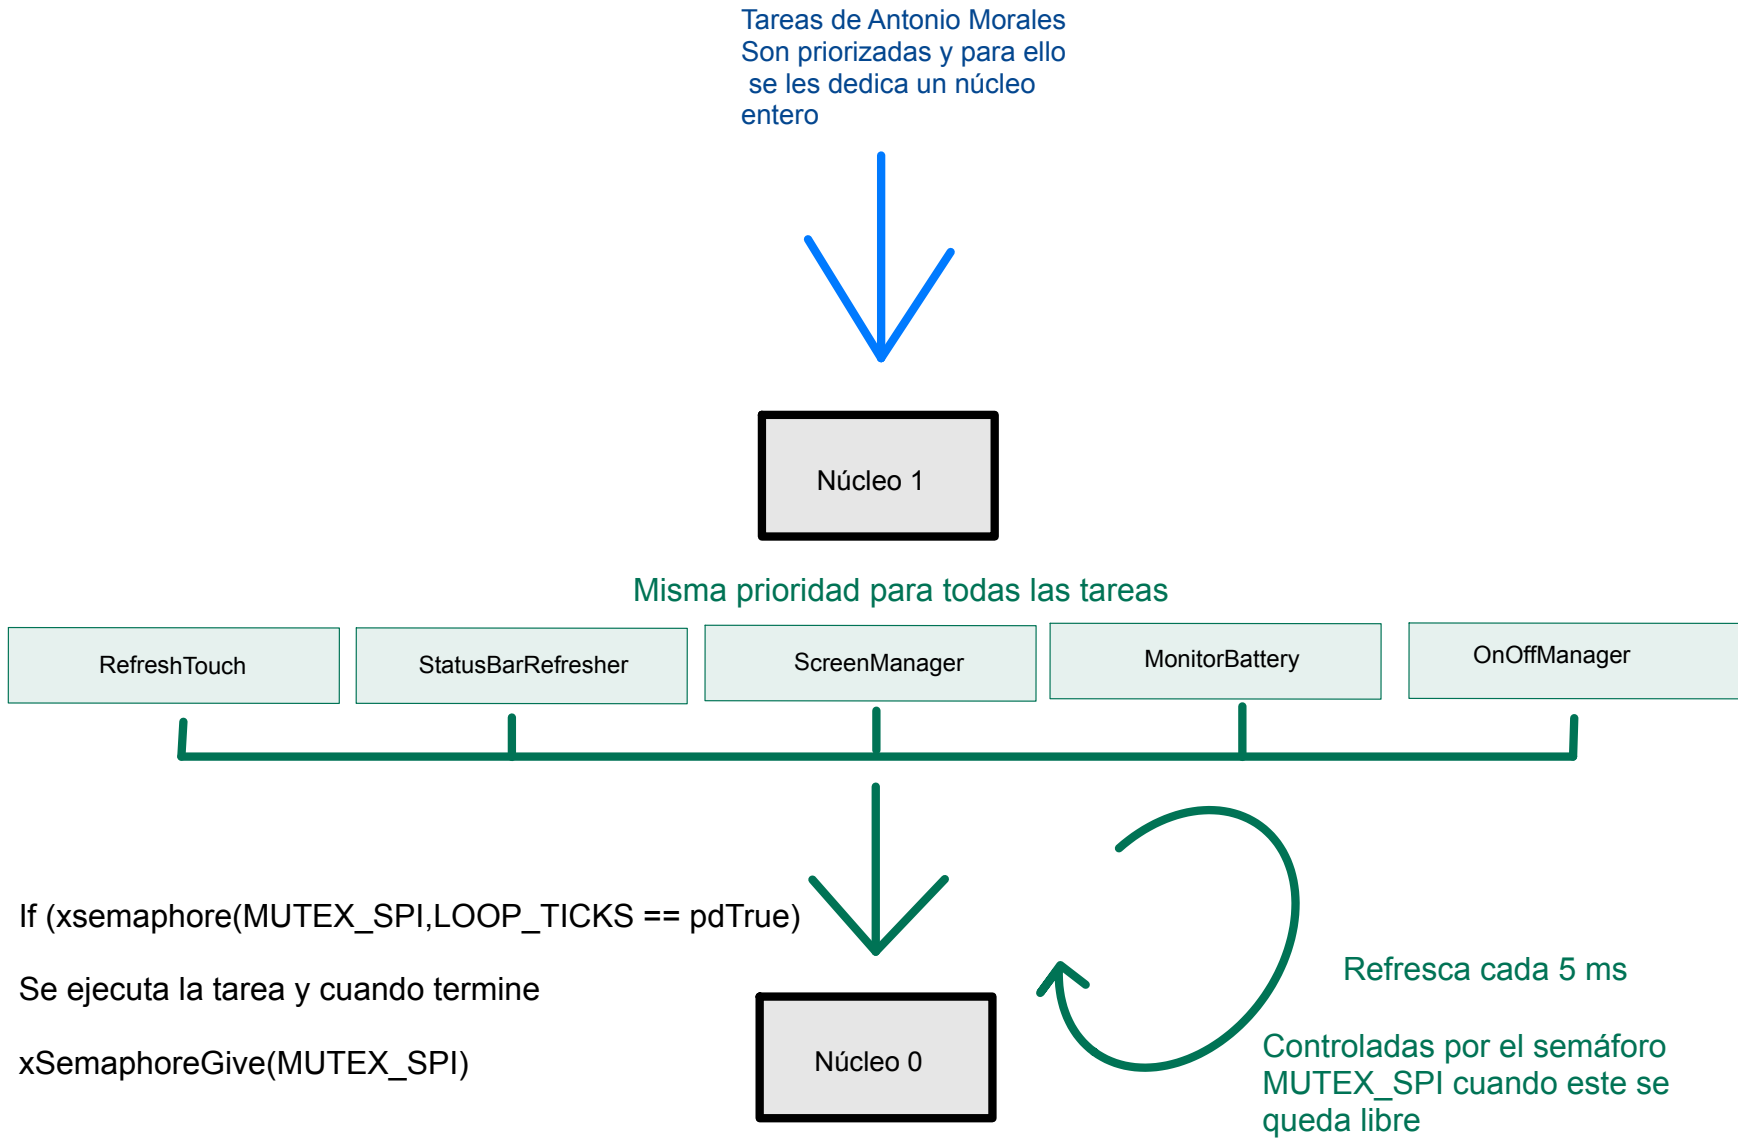 Tareas de Antonio Morales
Son priorizadas y para ello
se les dedica un núcleo
entero
Núcleo 1
Misma prioridad para todas las tareas
RefreshTouch
StatusBarRefresher
ScreenManager
MonitorBattery
OnOffManager
If (xsemaphore(MUTEX_SPI,LOOP_TICKS == pdTrue)
Se ejecuta la tarea y cuando termine
xSemaphoreGive(MUTEX_SPI)
Núcleo 0
Refresca cada 5 ms
Controladas por el semáforo
MUTEX_SPI cuando este se
queda libre